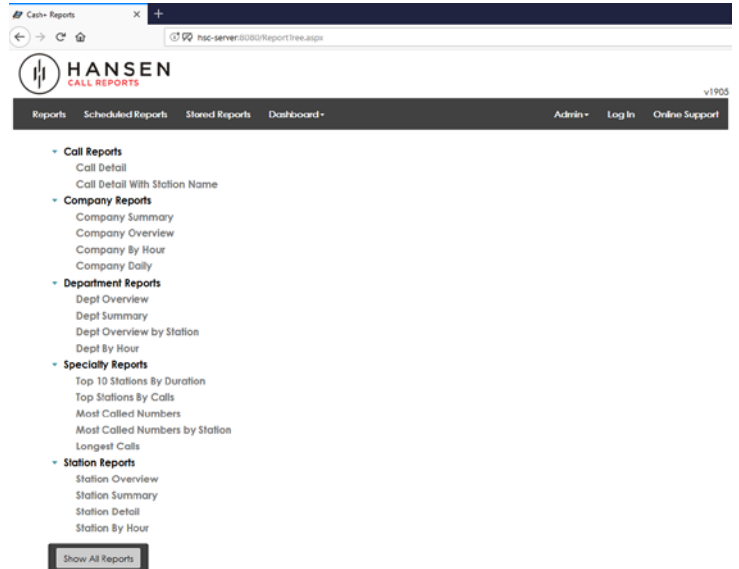 Cash+ Reports
hsc-server:8080/ReportTree.aspx
HANSEN
CALL REPORTS
v1905
Reports Scheduled Reports Stored Reports Dashboard Admin Log In Online Support
Call Reports
Call Detail
Call Detail With Station Name
Company Reports
Company Summary
Company Overview
Company By Hour
Company Daily
Department Reports
Dept Overview
Dept Summary
Dept Overview by Station
Dept By Hour
Specialty Reports
Top 10 Stations By Duration
Top Stations By Calls
Most Called Numbers
Most Called Numbers by Station
Longest Calls
Station Reports
Station Overview
Station Summary
Station Detail
Station By Hour
Show All Reports